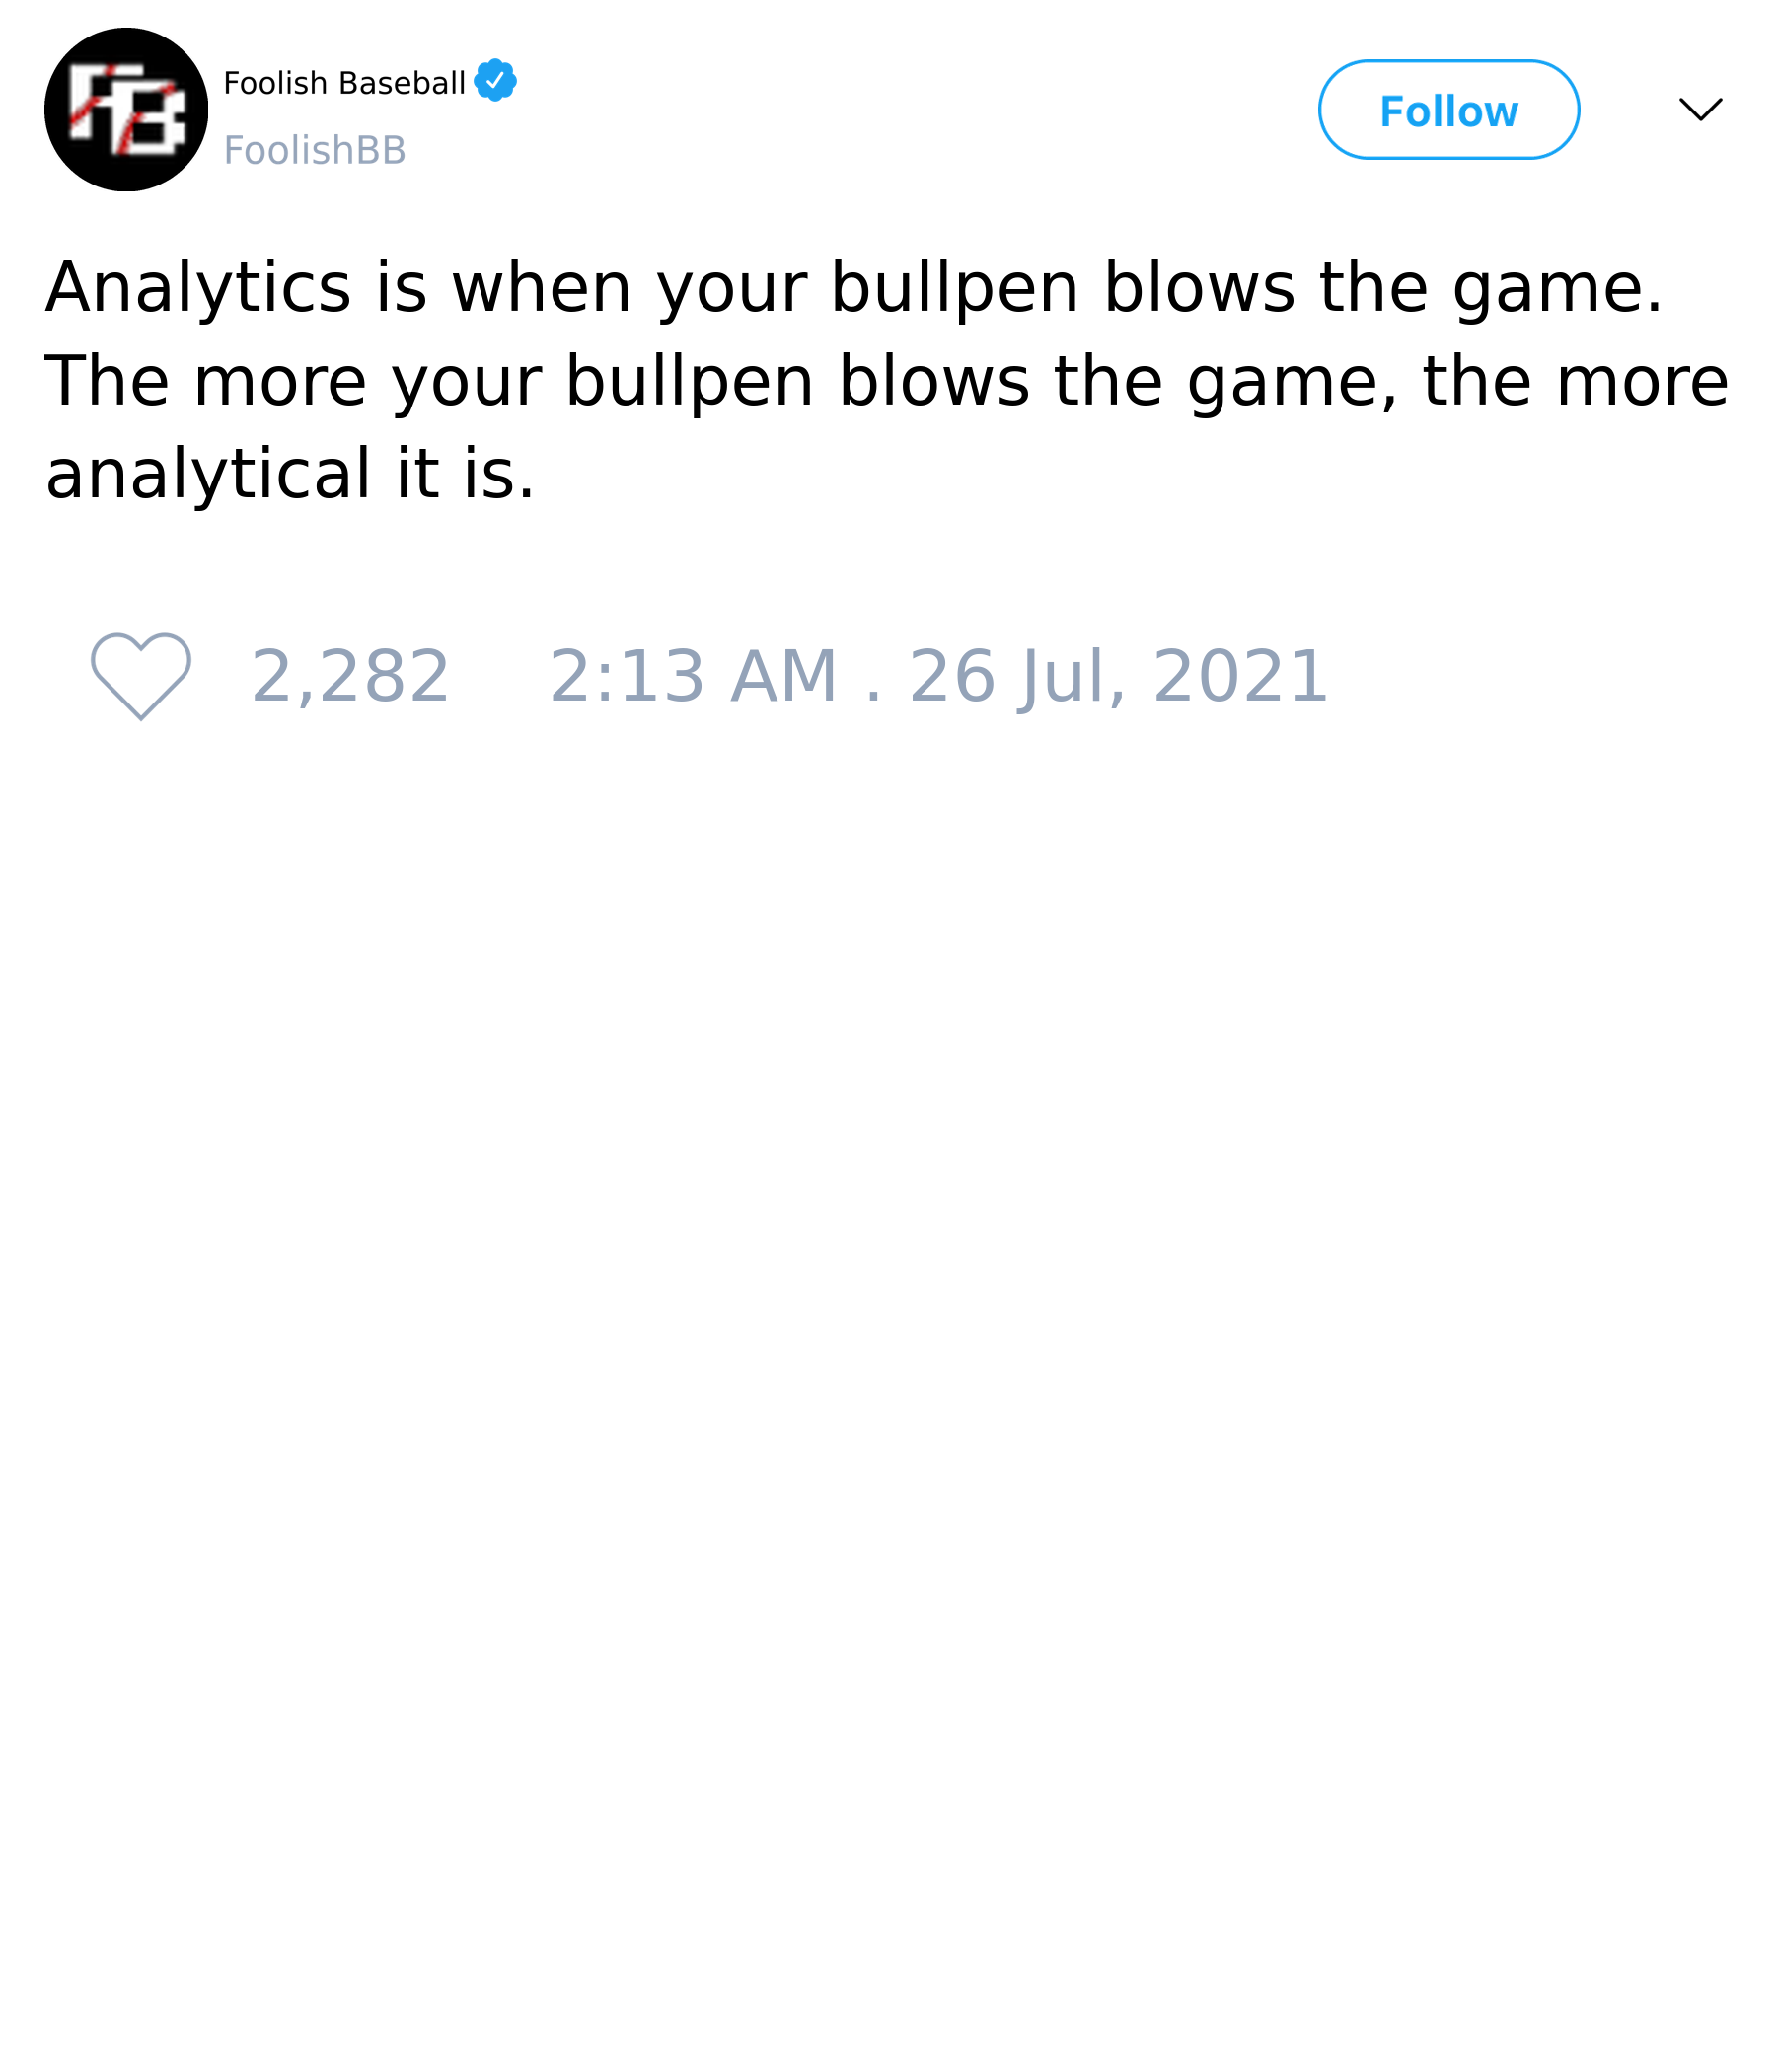 FB
Foolish Baseball
FoolishBB
Follow
Analytics is when your bullpen blows the game.
The more your bullpen blows the game, the more
analytical it is.
2,282 2:13 AM . 26 Jul, 2021